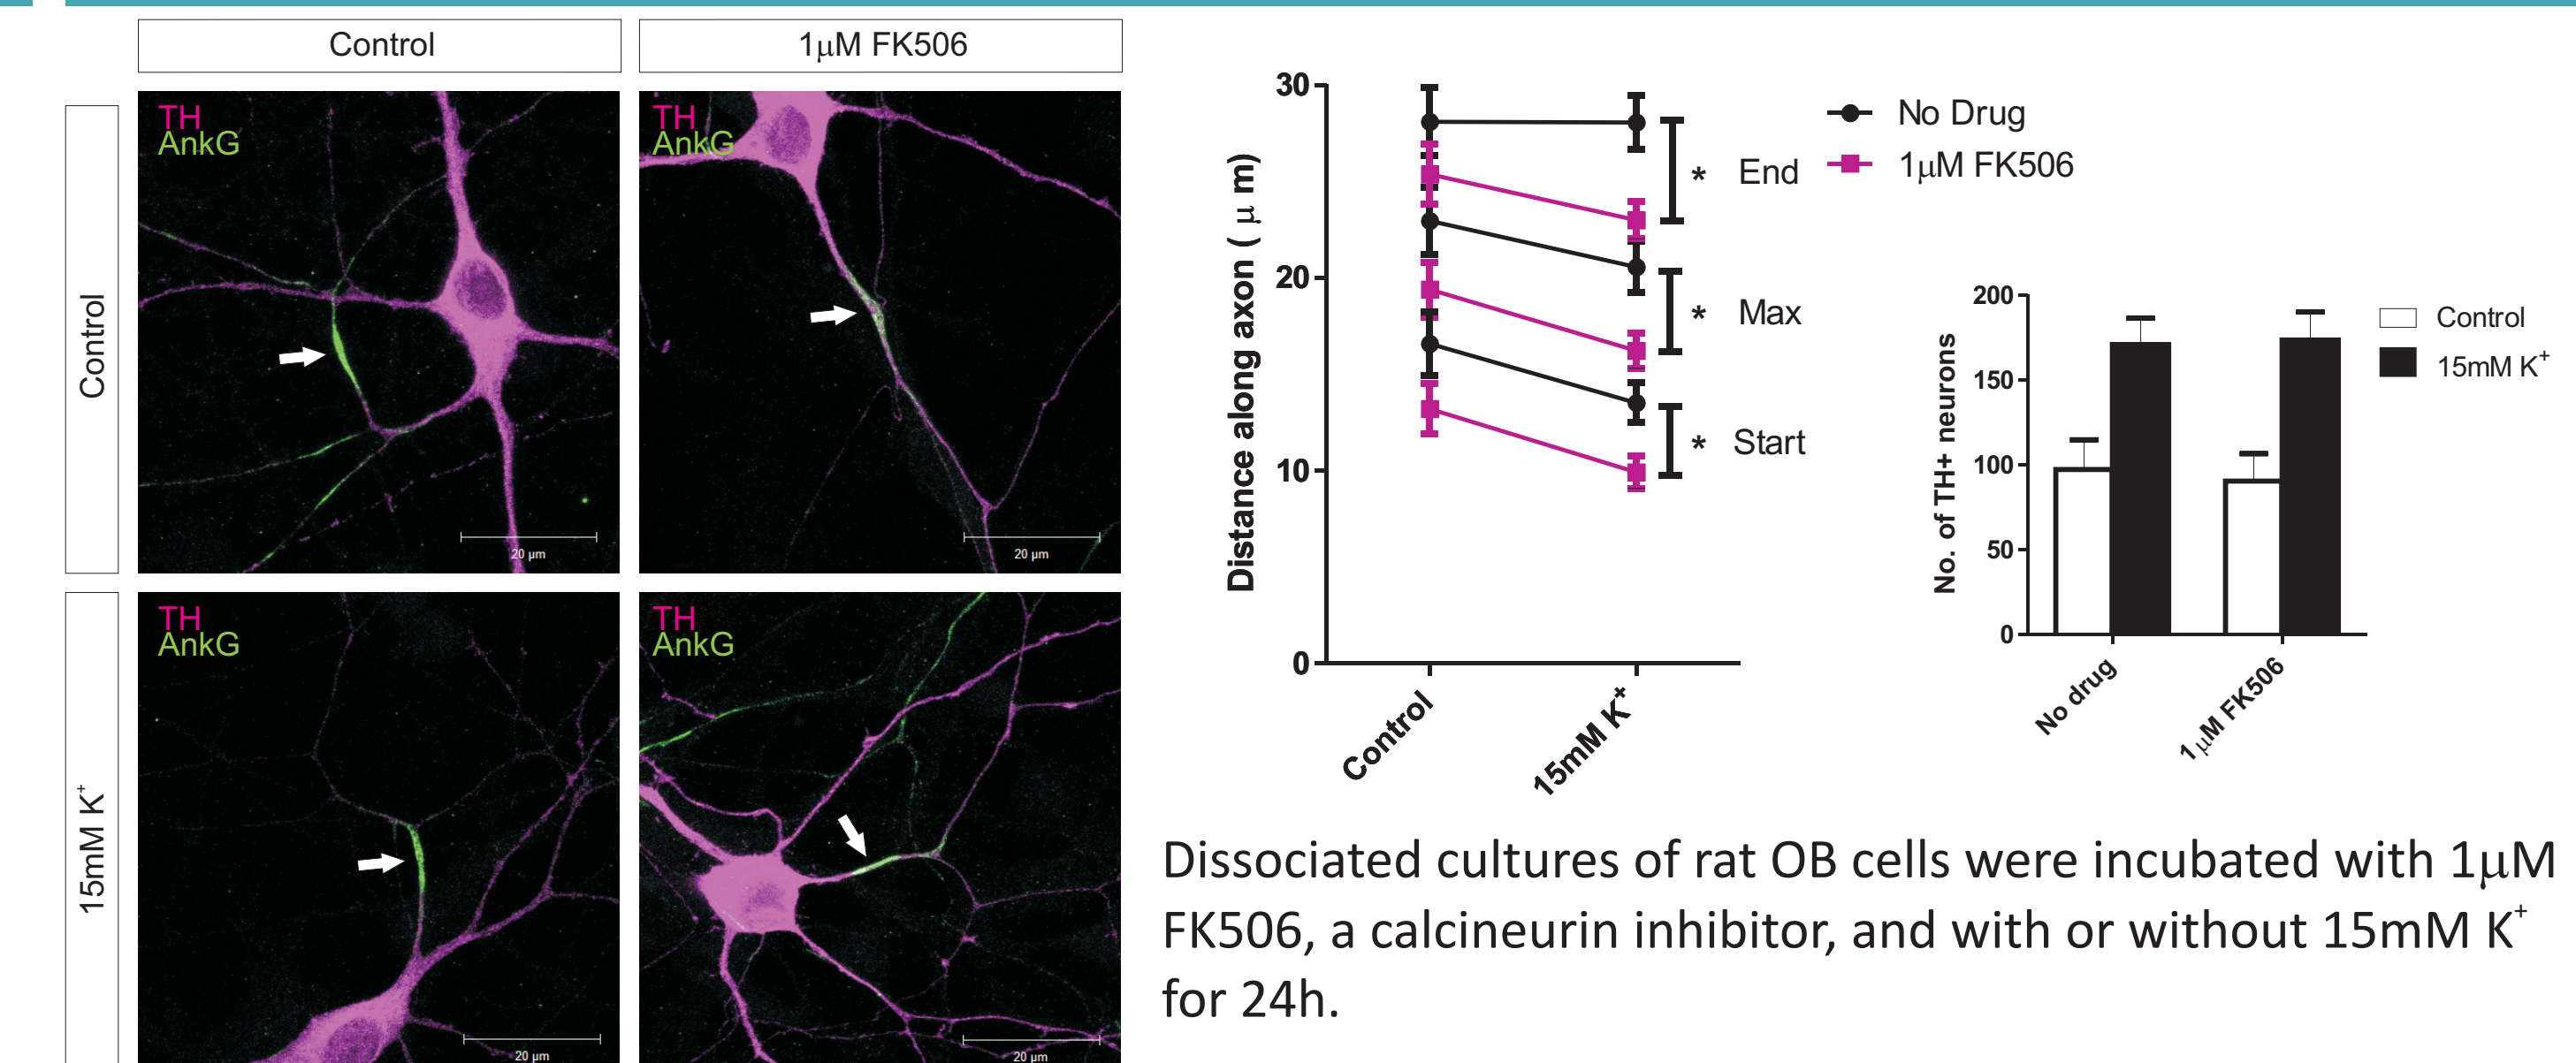 Control
1μM FK506
Control
TH
AnkG
20 μm
TH
AnkG
20 μm
15mM K⁺
TH
AnkG
20 μm
TH
AnkG
20 μm
Distance along axon ( μ m)
30
20
10
0
Control
15mM K⁺
* End
* Max
* Start
No Drug
1μM FK506
No. of TH+ neurons
200
150
100
50
0
No drug
1μM FK506
Control
15mM K⁺
Dissociated cultures of rat OB cells were incubated with 1μM
FK506, a calcineurin inhibitor, and with or without 15mM K⁺
for 24h.